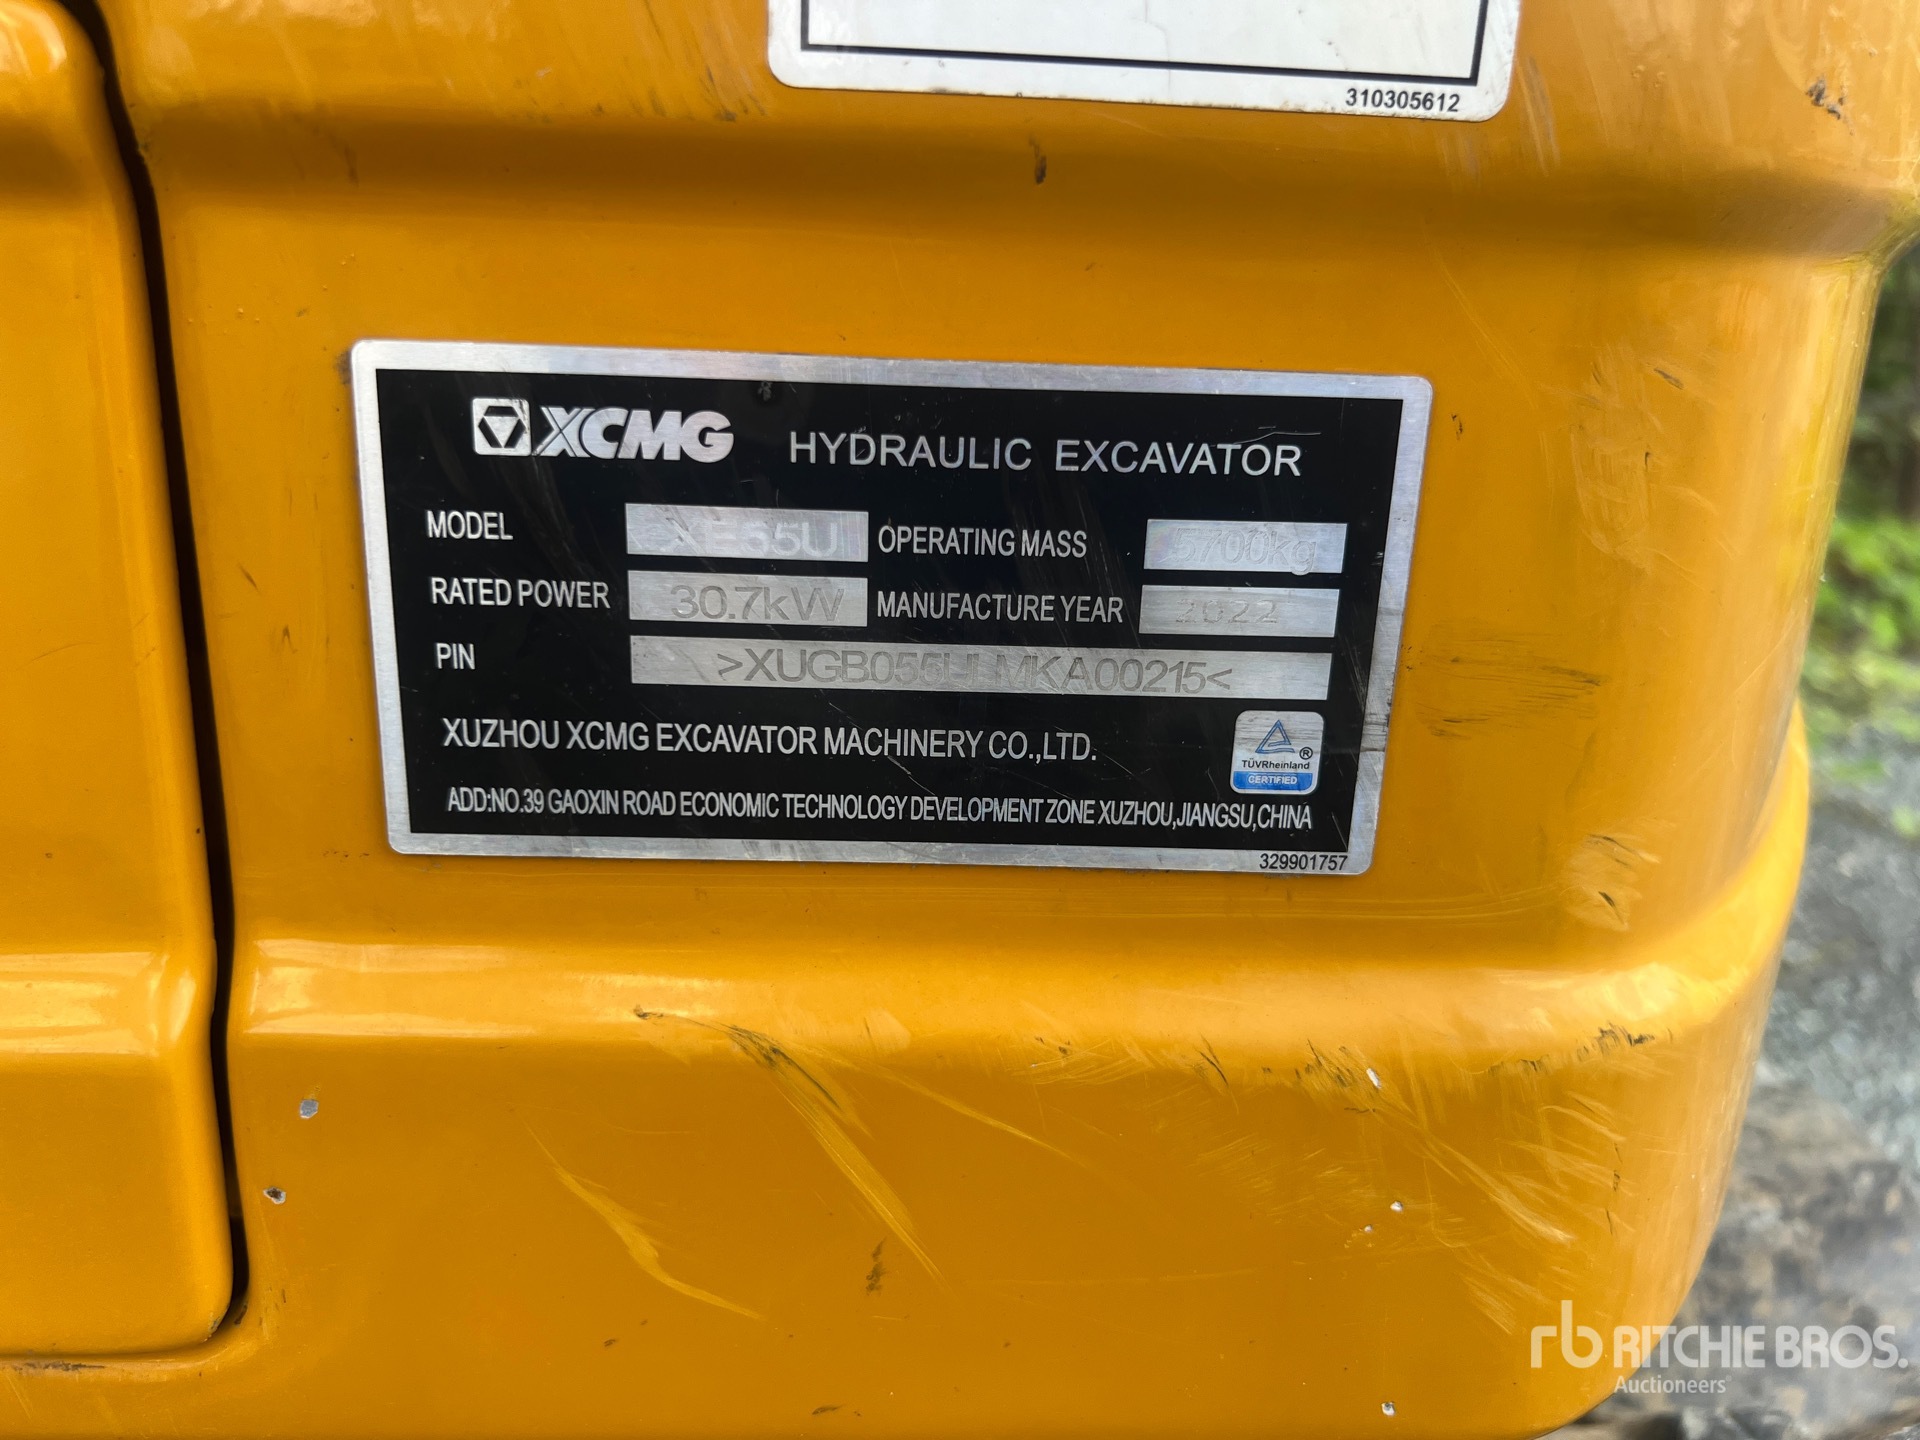 310305612
XCMG HYDRAULIC EXCAVATOR
MODEL XE55U OPERATING MASS 5700kg
RATED POWER 30.7kW MANUFACTURE YEAR 2022
PIN
XUZHOU XCMG EXCAVATOR MACHINERY CO.,LTD.
TÜVRheinland ®
CERTIFIED
ADD:NO.39 GAOXIN ROAD ECONOMIC TECHNOLOGY DEVELOPMENT ZONE XUZHOU,JIANGSU,CHINA
329901757
rb RITCHIE BROS.
Auctioneers